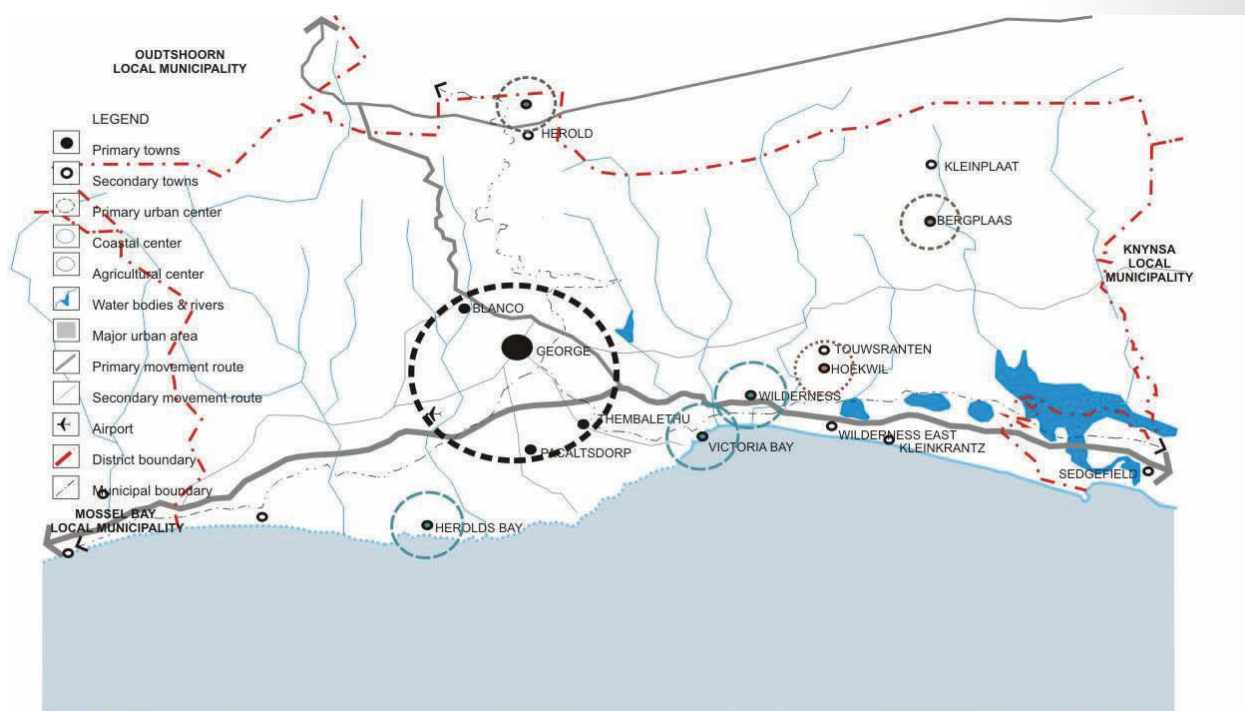 OUDTSHOORN
LOCAL MUNICIPALITY
LEGEND
Primary towns
Secondary towns
Primary urban center
Coastal center
Agricultural center
Water bodies & rivers
Major urban area
Primary movement route
Secondary movement route
Airport
District boundary
Municipal boundary
HEROLD
KLEINPLAAT
BERGPLAAS
KNYNSA
LOCAL
MUNICIPALITY
BLANCO
GEORGE
TOUWSRANTEN
HOEKWIL
WILDERNESS
THEMBALETHU
PACALTSDORP
VICTORIA BAY
WILDERNESS EAST
KLEINKRANTZ
SEDGEFIELD
MOSSEL BAY
LOCAL MUNICIPALITY
HEROLDS BAY